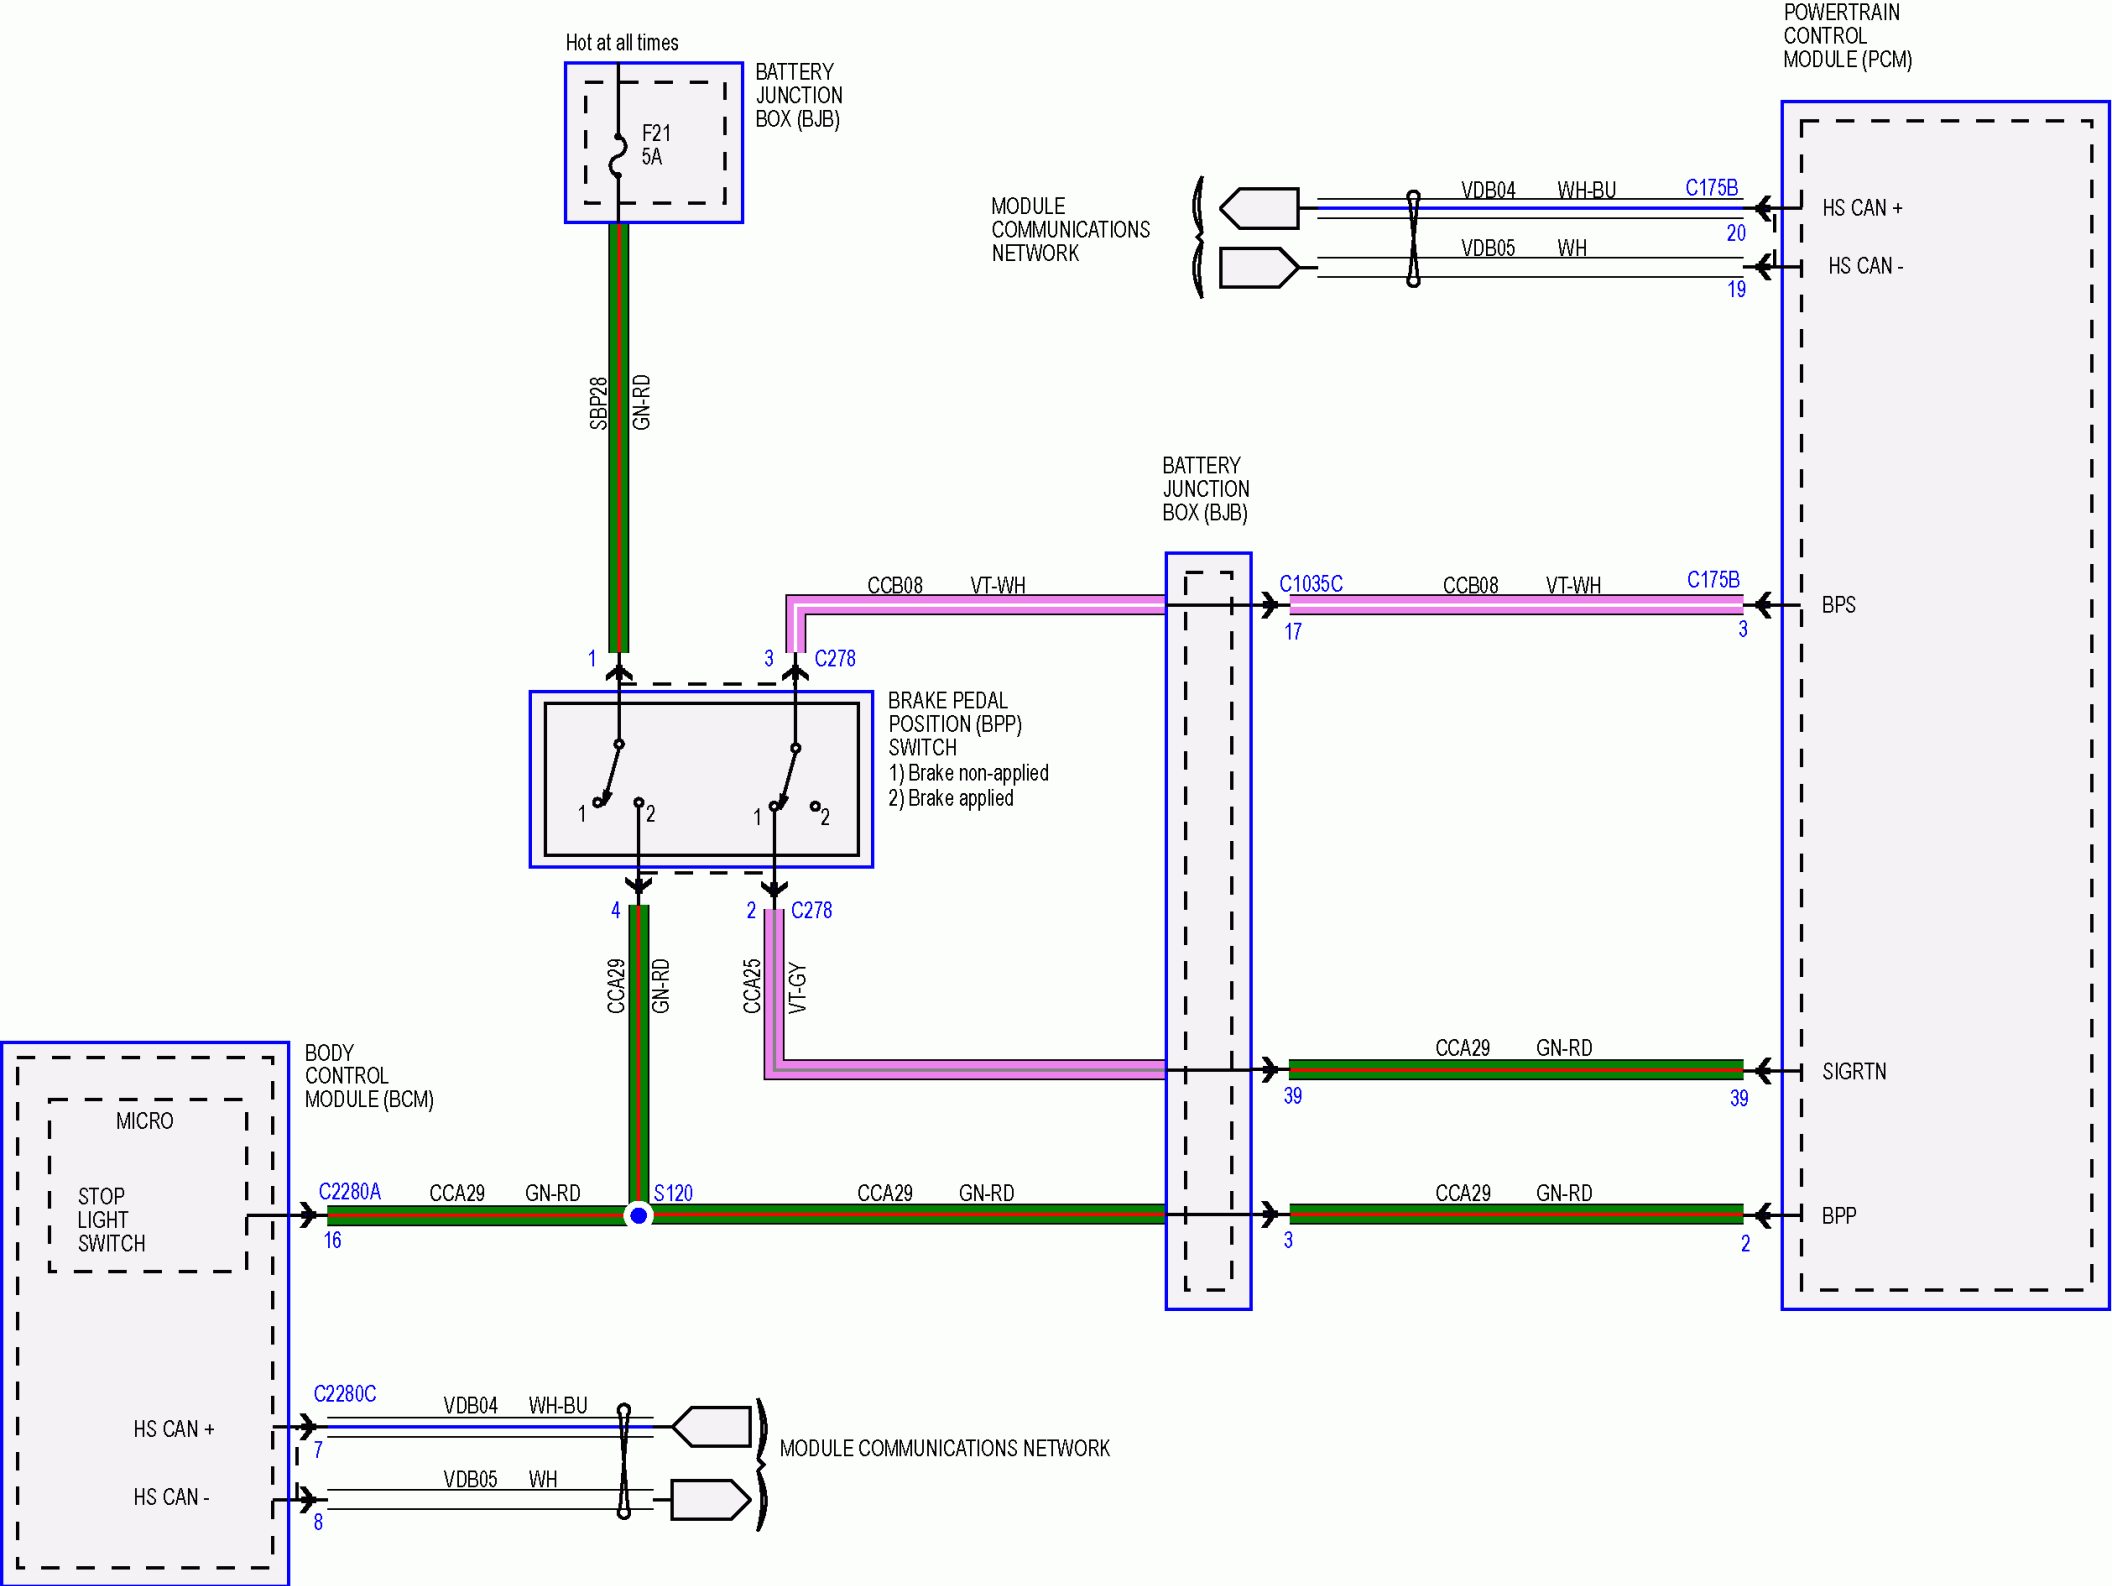 POWERTRAIN
CONTROL
MODULE (PCM)
Hot at all times
BATTERY
JUNCTION
BOX (BJB)
F21
5A
MODULE
COMMUNICATIONS
NETWORK
VDB04 WH-BU C175B
20
HS CAN +
VDB05 WH
19
HS CAN -
SBP28
GN-RD
BATTERY
JUNCTION
BOX (BJB)
CCB08 VT-WH
C1035C
17
CCB08 VT-WH C175B
3
BPS
1
3 C278
BRAKE PEDAL
POSITION (BPP)
SWITCH
1) Brake non-applied
2) Brake applied
1 2
1 2
4
2 C278
CCA29
GN-RD
CCA25
VT-GY
39
CCA29 GN-RD
39
SIGRTN
BODY
CONTROL
MODULE (BCM)
MICRO
STOP
LIGHT
SWITCH
C2280A
16
CCA29 GN-RD
S120
CCA29 GN-RD
3
CCA29 GN-RD
2
BPP
C2280C
HS CAN +
7
VDB04 WH-BU
MODULE COMMUNICATIONS NETWORK
HS CAN -
8
VDB05 WH